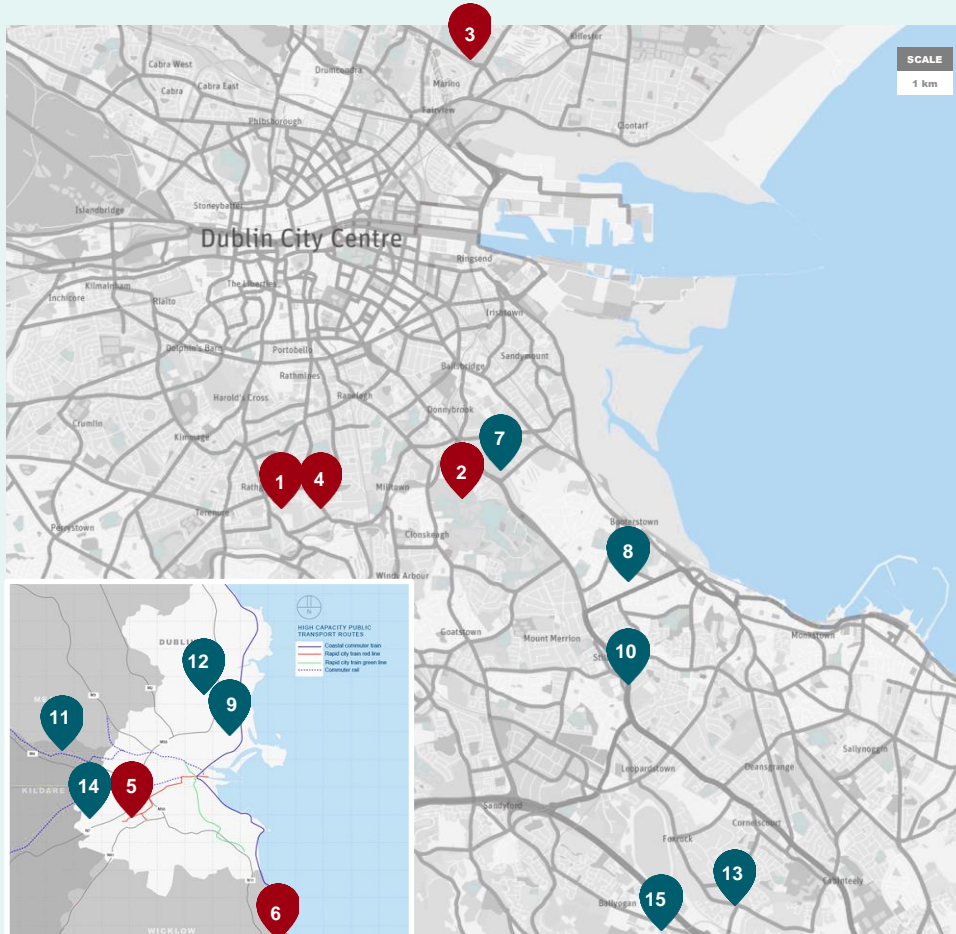 3
Killester
SCALE
1 km
Cabra West
Drumcondra
Cabra
Cabra East
Marino
Fairview
Phibsborough
Clontarf
Islandbridge
Stoneybatter
Dublin City Centre
Ringsend
Kilmainham
The Liberties
Inchicore
Rialto
Irishtown
Dolphin's Barn
Portobello
Sandymount
Ballsbridge
Rathmines
Harold's Cross
Ranelagh
Donnybrook
Crumlin
Kimmage
7
1
4
2
Milltown
Terenure
Perrystown
Clonskeagh
Booterstown
8
Windy Arbour
Goatstown
Mount Merrion
Monkstown
10
N
HIGH CAPACITY PUBLIC
TRANSPORT ROUTES
Coastal commuter train
Rapid city train red line
Rapid city train green line
Commuter rail
DUBLIN
12
11
9
14
5
KILDARE
6
WICKLOW
Sallynoggin
Leopardstown
Deansgrange
Sandyford
Cornelscourt
Foxrock
13
Cabinteely
15
Ballyogan